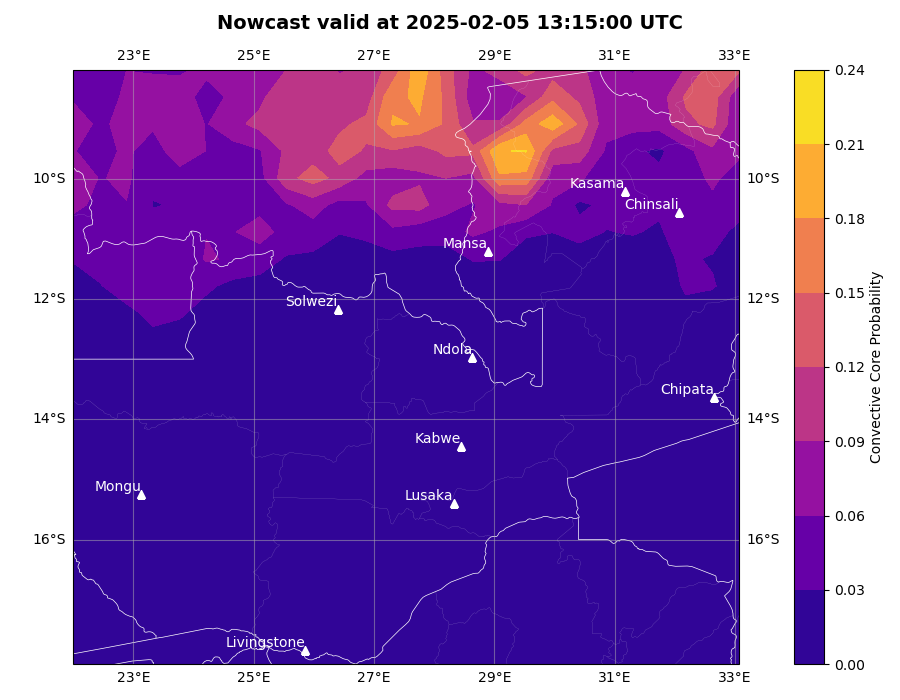 Nowcast valid at 2025-02-05 13:15:00 UTC
23°E 25°E 27°E 29°E 31°E 33°E
0.24
0.21
0.18
0.15
0.12
0.09
0.06
0.03
0.00
Convective Core Probability
10°S 10°S
12°S 12°S
14°S 14°S
16°S 16°S
Kasama
Chinsali
Mansa
Solwezi
Ndola
Chipata
Kabwe
Mongu
Lusaka
Livingstone
23°E 25°E 27°E 29°E 31°E 33°E